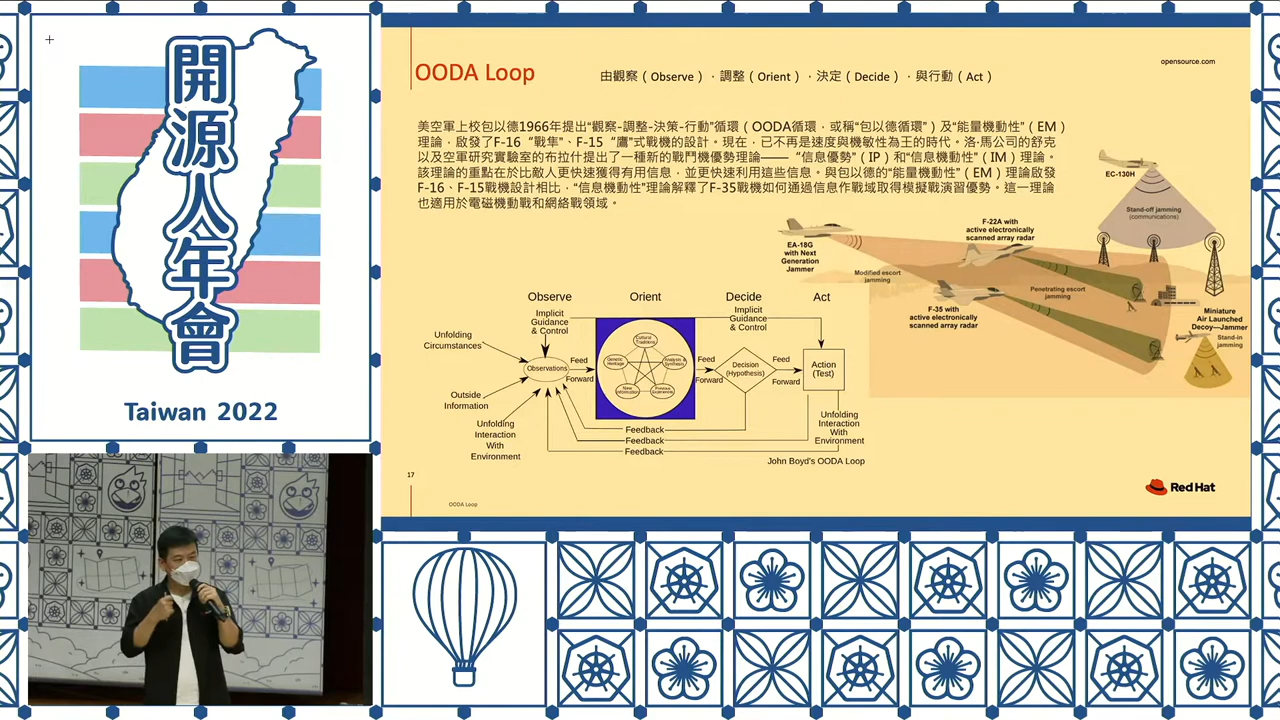 開源人年會
Taiwan 2022
OODA Loop
由觀察（Observe）﹐調整（Orient）﹐決定（Decide）﹐與行動（Act）
opensource.com
美空軍上校包以德1966年提出“觀察-調整-決策-行動”循環（OODA循環﹐或稱“包以德循環”）及“能量機動性”（EM）
理論﹐啟發了F-16 “戰隼”、F-15 “鷹”式戰機的設計。現在﹐已不再是速度與機敏性為王的時代。洛·馬公司的舒克
以及空軍研究實驗室的布拉什提出了一種新的戰鬥機優勢理論—— “信息優勢”（IP）和“信息機動性”（IM）理論。
該理論的重點在於比敵人更快速獲得有用信息﹐並更快速利用這些信息。與包以德的“能量機動性”（EM）理論啟發
F-16、F-15戰機設計相比﹐“信息機動性”理論解釋了F-35戰機如何通過信息作戰域取得模擬戰演習優勢。這一理論
也適用於電磁機動戰和網絡戰領域。
EC-130H
Stand-off jamming
(communications)
F-22A with
active electronically
scanned array radar
EA-18G
with Next
Generation
Jammer
Modified escort
jamming
Penetrating escort
jamming
F-35 with
active electronically
scanned array radar
Miniature
Air Launched
Decoy—Jammer
Stand-in
jamming
Observe
Orient
Decide
Act
Implicit
Guidance
& Control
Implicit
Guidance
& Control
Unfolding
Circumstances
Observations
Feed
Forward
Cultural
Traditions
Genetic
Heritage
Analysis &
Synthesis
New
Information
Previous
Experience
Feed
Forward
Decision
(Hypothesis)
Feed
Forward
Action
(Test)
Outside
Information
Unfolding
Interaction
With
Environment
Feedback
Feedback
Feedback
Unfolding
Interaction
With
Environment
John Boyd's OODA Loop
17
OODA Loop
Red Hat